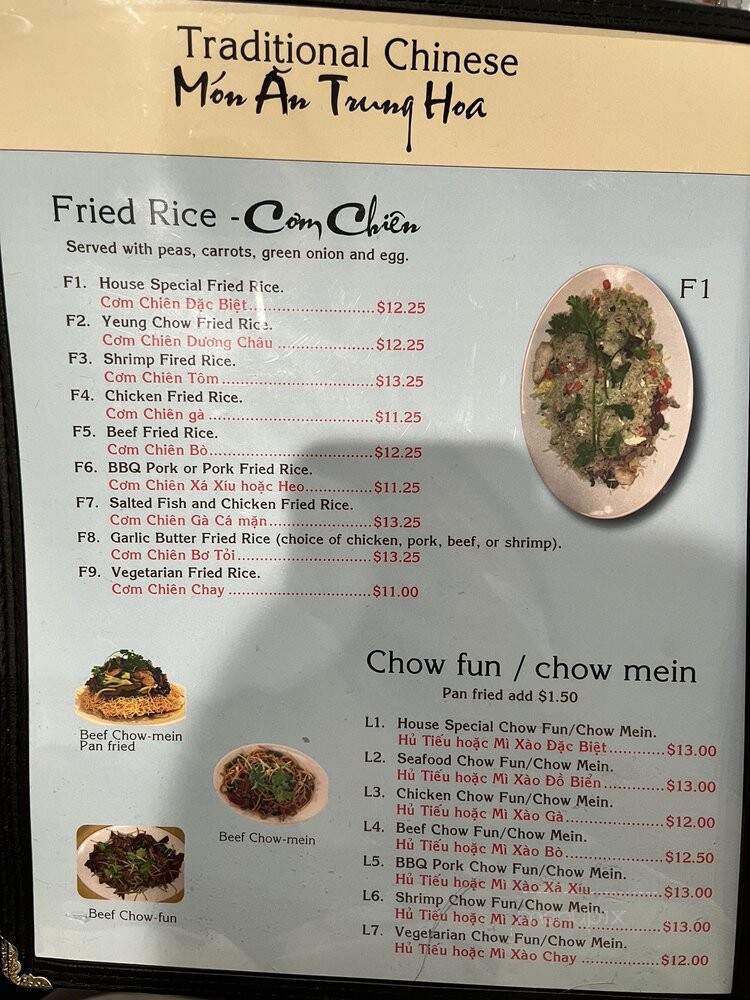 Traditional Chinese
Món Ăn Trung Hoa
Fried Rice - Cơm Chiên
Served with peas, carrots, green onion and egg.
F1. House Special Fried Rice.
Cơm Chiên Đặc Biệt..........................$12.25
F2. Yeung Chow Fried Rice.
Cơm Chiên Dương Châu ...................$12.25
F3. Shrimp Fired Rice.
Cơm Chiên Tôm ...............................$13.25
F4. Chicken Fried Rice.
Cơm Chiên gà ..................................$11.25
F5. Beef Fried Rice.
Cơm Chiên Bò..................................$12.25
F6. BBQ Pork or Pork Fried Rice.
Cơm Chiên Xá Xíu hoặc Heo..............$11.25
F7. Salted Fish and Chicken Fried Rice.
Cơm Chiên Gà Cá mặn.....................$13.25
F8. Garlic Butter Fried Rice (choice of chicken, pork, beef, or shrimp).
Cơm Chiên Bơ Tỏi............................$13.25
F9. Vegetarian Fried Rice.
Cơm Chiên Chay .............................$11.00
F1
Beef Chow-mein
Pan fried
Beef Chow-mein
Beef Chow-fun
Chow fun / chow mein
Pan fried add $1.50
L1. House Special Chow Fun/Chow Mein.
Hủ Tiếu hoặc Mì Xào Đặc Biệt............$13.00
L2. Seafood Chow Fun/Chow Mein.
Hủ Tiếu hoặc Mì Xào Đồ Biển.............$13.00
L3. Chicken Chow Fun/Chow Mein.
Hủ Tiếu hoặc Mì Xào Gà....................$12.00
L4. Beef Chow Fun/Chow Mein.
Hủ Tiếu hoặc Mì Xào Bò....................$12.50
L5. BBQ Pork Chow Fun/Chow Mein.
Hủ Tiếu hoặc Mì Xào Xá Xíu..............$13.00
L6. Shrimp Chow Fun/Chow Mein.
Hủ Tiếu hoặc Mì Xào Tôm.................$13.00
L7. Vegetarian Chow Fun/Chow Mein.
Hủ Tiếu hoặc Mì Xào Chay ................$12.00